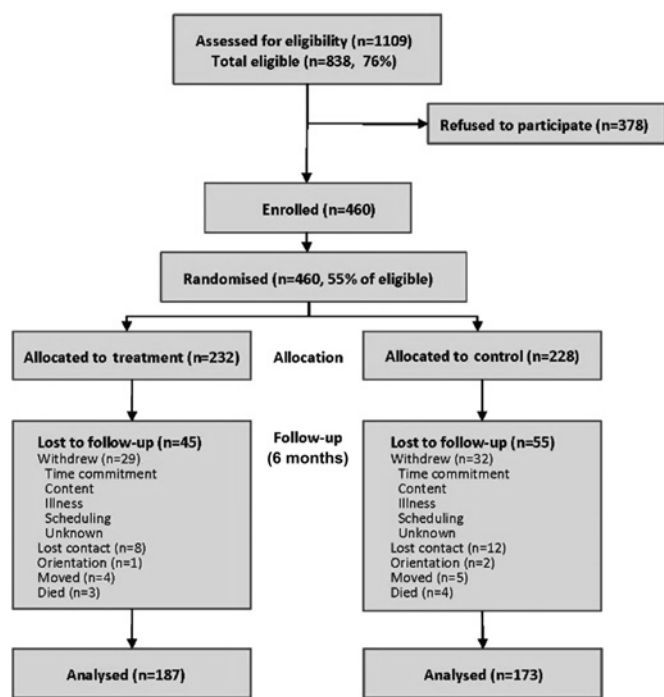 Assessed for eligibility (n=1109)
Total eligible (n=838, 76%)
Refused to participate (n=378)
Enrolled (n=460)
Randomised (n=460, 55% of eligible)
Allocated to treatment (n=232)
Allocation
Allocated to control (n=228)
Lost to follow-up (n=45)
Withdrew (n=29)
Time commitment
Content
Illness
Scheduling
Unknown
Lost contact (n=8)
Orientation (n=1)
Moved (n=4)
Died (n=3)
Follow-up
(6 months)
Lost to follow-up (n=55)
Withdrew (n=32)
Time commitment
Content
Illness
Scheduling
Unknown
Lost contact (n=12)
Orientation (n=2)
Moved (n=5)
Died (n=4)
Analysed (n=187)
Analysed (n=173)